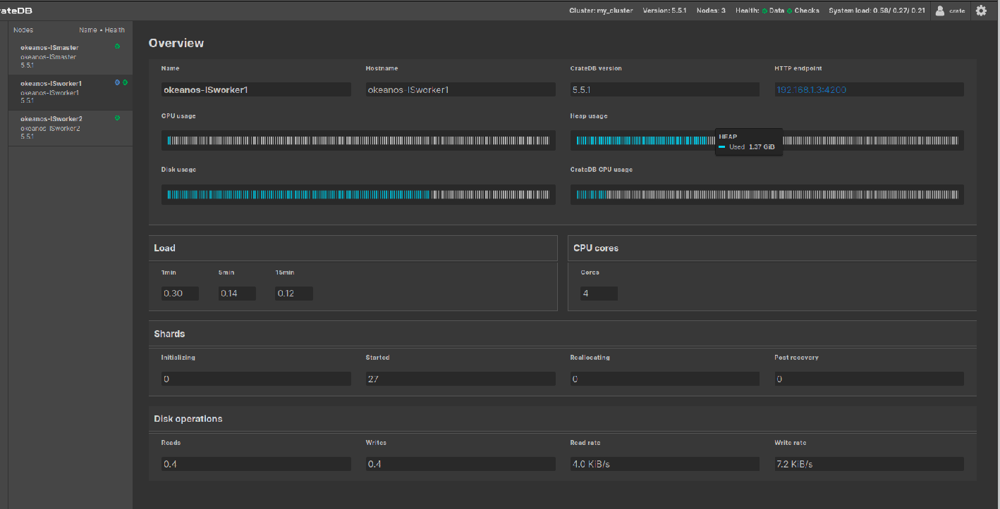 rateDB
Cluster: my_cluster Version: 5.5.1 Nodes: 3 Health: Data Checks System load: 0.58/ 0.27/ 0.21 crate
Nodes Name • Health
okeanos-ISmaster
okeanos-ISmaster
5.5.1
okeanos-ISworker1
okeanos-ISworker1
5.5.1
okeanos-ISworker2
okeanos-ISworker2
5.5.1
Overview
Name Hostname CrateDB version HTTP endpoint
okeanos-ISworker1 okeanos-ISworker1 5.5.1 192.168.1.3:4200
CPU usage Heap usage
HEAP
Used 1.37 GiB
Disk usage CrateDB CPU usage
Load CPU cores
1min 5min 15min Cores
0.30 0.14 0.12 4
Shards
Initializing Started Reallocating Post recovery
0 27 0 0
Disk operations
Reads Writes Read rate Write rate
0.4 0.4 4.0 KiB/s 7.2 KiB/s